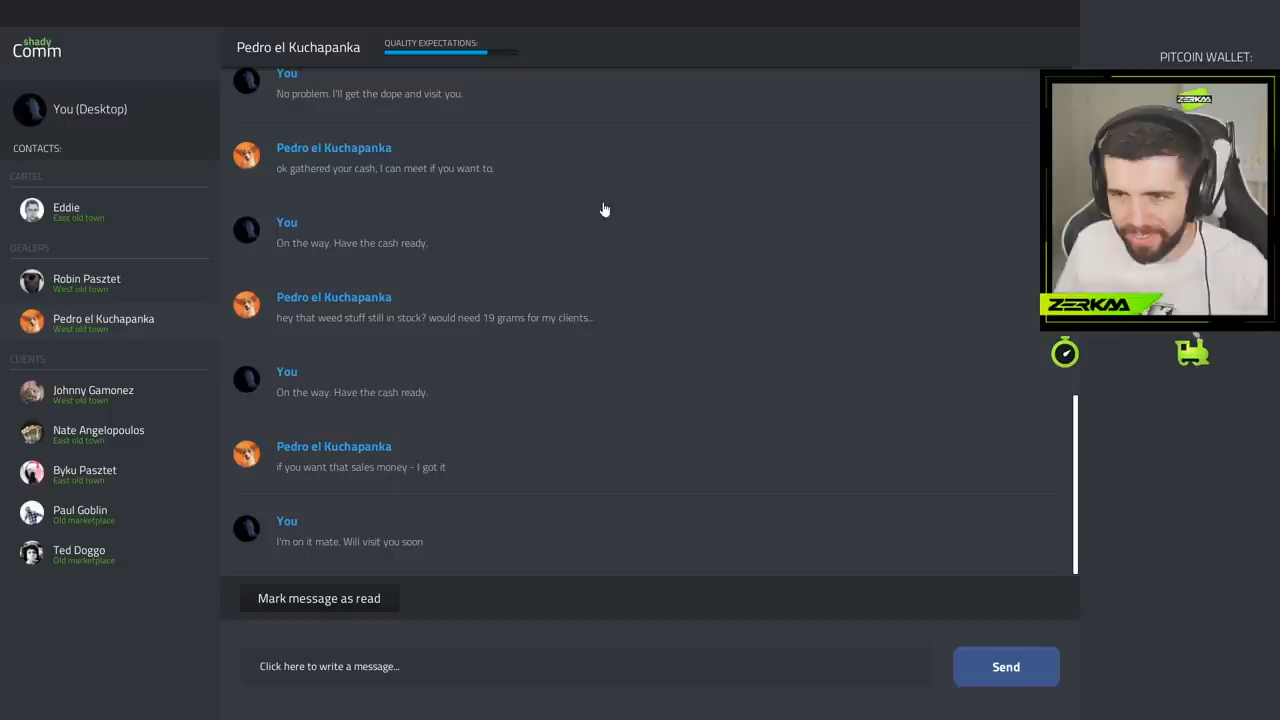 shady
Comm
You (Desktop)
CONTACTS:
CARTEL
Eddie
East old town
DEALERS
Robin Pasztet
West old town
Pedro el Kuchapanka
West old town
CLIENTS
Johnny Gamonez
West old town
Nate Angelopoulos
East old town
Byku Pasztet
East old town
Paul Goblin
Old marketplace
Ted Doggo
Old marketplace
Pedro el Kuchapanka
QUALITY EXPECTATIONS:
You
No problem. I'll get the dope and visit you.
Pedro el Kuchapanka
ok gathered your cash, I can meet if you want to.
You
On the way. Have the cash ready.
Pedro el Kuchapanka
hey that weed stuff still in stock? would need 19 grams for my clients...
You
On the way. Have the cash ready.
Pedro el Kuchapanka
if you want that sales money - I got it
You
I'm on it mate. Will visit you soon
Mark message as read
Click here to write a message...
Send
PITCOIN WALLET:
ZERKAA
ZERKAA